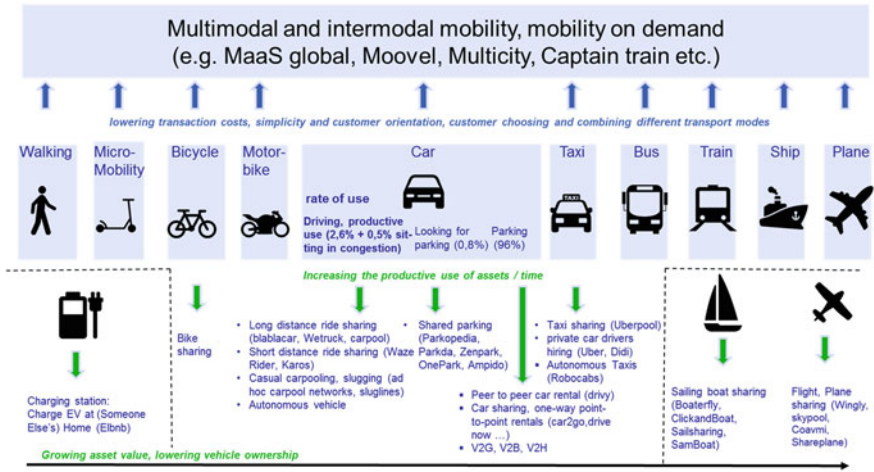 Multimodal and intermodal mobility, mobility on demand
(e.g. MaaS global, Moovel, Multicity, Captain train etc.)
lowering transaction costs, simplicity and customer orientation, customer choosing and combining different transport modes
Walking
Micro-
Mobility
Bicycle
Motor-
bike
Car
Taxi
Bus
Train
Ship
Plane
TAXI
rate of use
Driving, productive
use (2,6% + 0,5% sit-
ting in congestion)
Looking for
parking (0,8%)
Parking
(96%)
Increasing the productive use of assets / time
Charging station:
Charge EV at (Someone
Else's) Home (Elbnb)
Bike
sharing
• Long distance ride sharing
(blablacar, Wetruck, carpool)
• Short distance ride sharing (Waze
Rider, Karos)
• Casual carpooling, slugging (ad
hoc carpool networks, sluglines)
• Autonomous vehicle
• Shared parking
(Parkopedia,
Parkda, Zenpark,
OnePark, Ampido)
• Peer to peer car rental (drivy)
• Car sharing, one-way point-
to-point rentals (car2go,drive
now …)
• V2G, V2B, V2H
• Taxi sharing (Uberpool)
• private car drivers
hiring (Uber, Didi)
• Autonomous Taxis
(Robocabs)
Sailing boat sharing
(Boaterfly,
ClickandBoat,
Sailsharing,
SamBoat)
Flight, Plane
sharing (Wingly,
skypool,
Coavmi,
Shareplane)
Growing asset value, lowering vehicle ownership